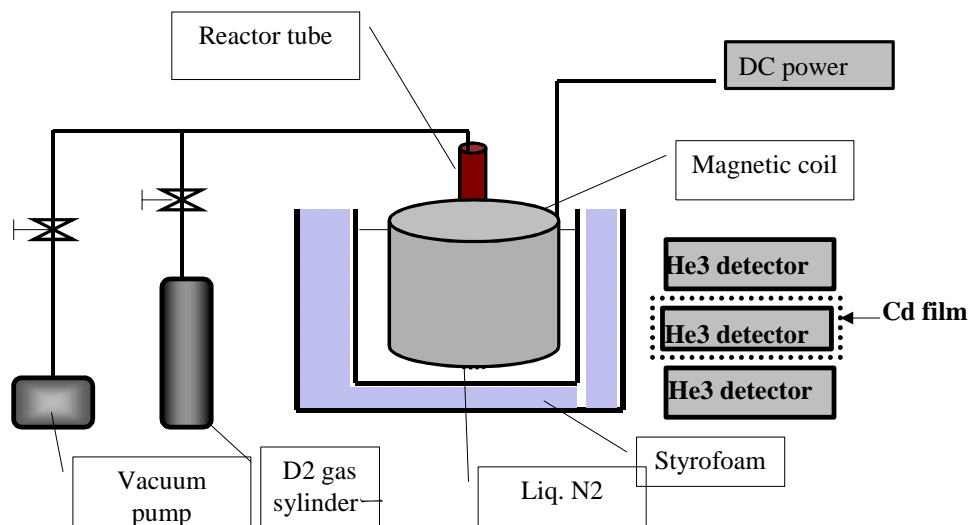 Reactor tube
DC power
Magnetic coil
He3 detector
He3 detector
Cd film
He3 detector
Styrofoam
Vacuum
pump
D2 gas
sylinder
Liq. N2